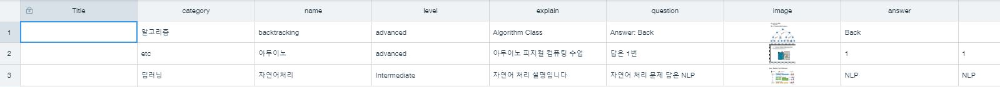 Title category name level explain question image answer
1 알고리즘 backtracking advanced Algorithm Class Answer: Back Back
2 etc 아두이노 advanced 아두이노 피지컬 컴퓨팅 수업 답은 1번 1 1
3 딥러닝 자연어처리 Intermediate 자연어 처리 설명입니다 자연어 처리 문제 답은 NLP NLP NLP